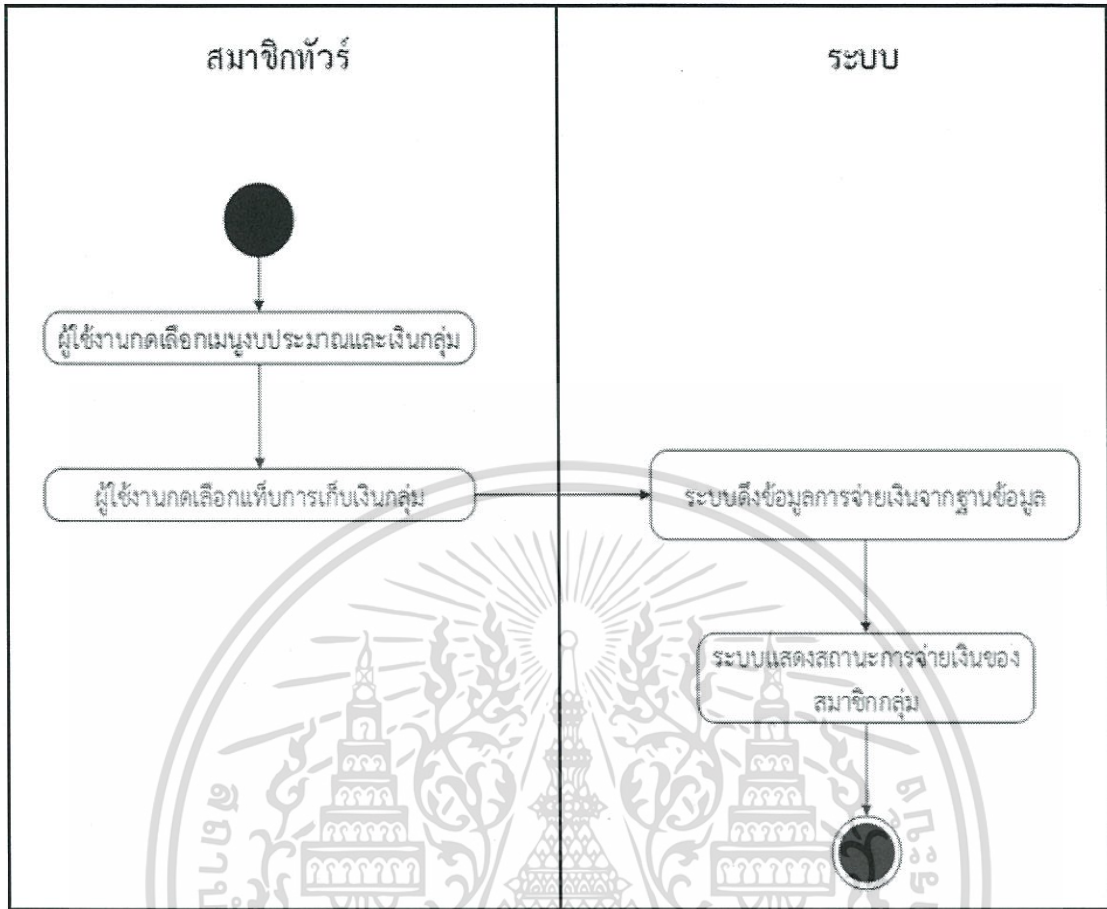 สมาชิกทัวร์
ระบบ
ผู้ใช้งานกดเลือกเมนูงบประมาณและเงินกลุ่ม
ผู้ใช้งานกดเลือกแท็บการเก็บเงินกลุ่ม
ระบบดึงข้อมูลการจ่ายเงินจากฐานข้อมูล
ระบบแสดงสถานะการจ่ายเงินของ
สมาชิกกลุ่ม